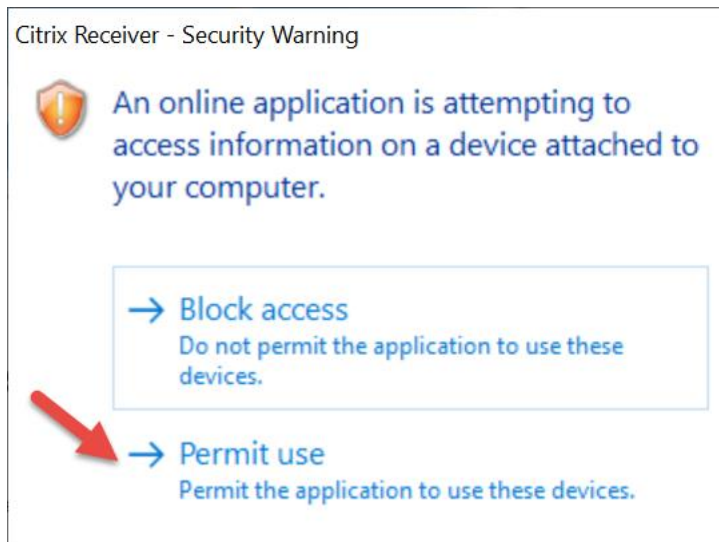 Citrix Receiver - Security Warning
An online application is attempting to
access information on a device attached to
your computer.
Block access
Do not permit the application to use these
devices.
Permit use
Permit the application to use these devices.